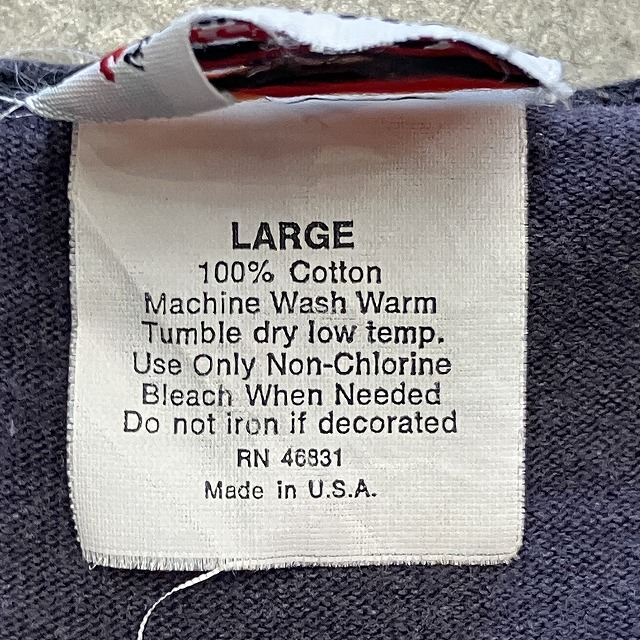 LARGE
100% Cotton
Machine Wash Warm
Tumble dry low temp.
Use Only Non-Chlorine
Bleach When Needed
Do not iron if decorated
RN 46831
Made in U.S.A.